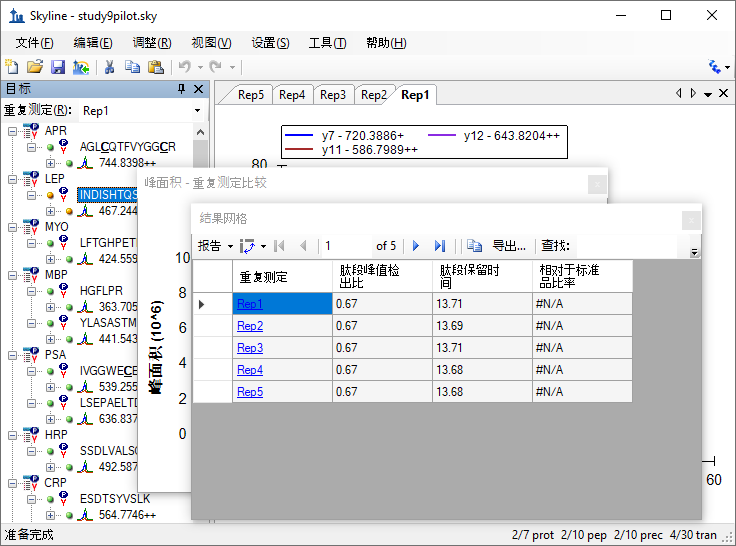 Skyline - study9pilot.sky
文件(F) 编辑(E) 调整(R) 视图(V) 设置(S) 工具(T) 帮助(H)
目标
重复测定(R): Rep1
APR
AGLCQTFVYGGCR
744.8398++
LEP
INDISHTQS
467.244
MYO
LFTGHPET
424.559
MBP
HGFLPR
363.705
YLASASTM
441.543
PSA
IVGGWEC
539.255
LSEPAELT
636.837
HRP
SSDLVALS
492.587
CRP
ESDTSYVSLK
564.7746++
Rep5 Rep4 Rep3 Rep2 Rep1
y7 - 720.3886+ y12 - 643.8204++
y11 - 586.7989++
80
60
峰面积 - 重复测定比较
峰面积 (10^6)
10
8
6
4
2
0
结果网格
报告 1 of 5 导出... 查找:
重复测定 肽段峰值检出比 肽段保留时间 相对于标准品比率
Rep1 0.67 13.71 #N/A
Rep2 0.67 13.69 #N/A
Rep3 0.67 13.71 #N/A
Rep4 0.67 13.68 #N/A
Rep5 0.67 13.68 #N/A
准备完成 2/7 prot 2/10 pep 2/10 prec 4/30 tran